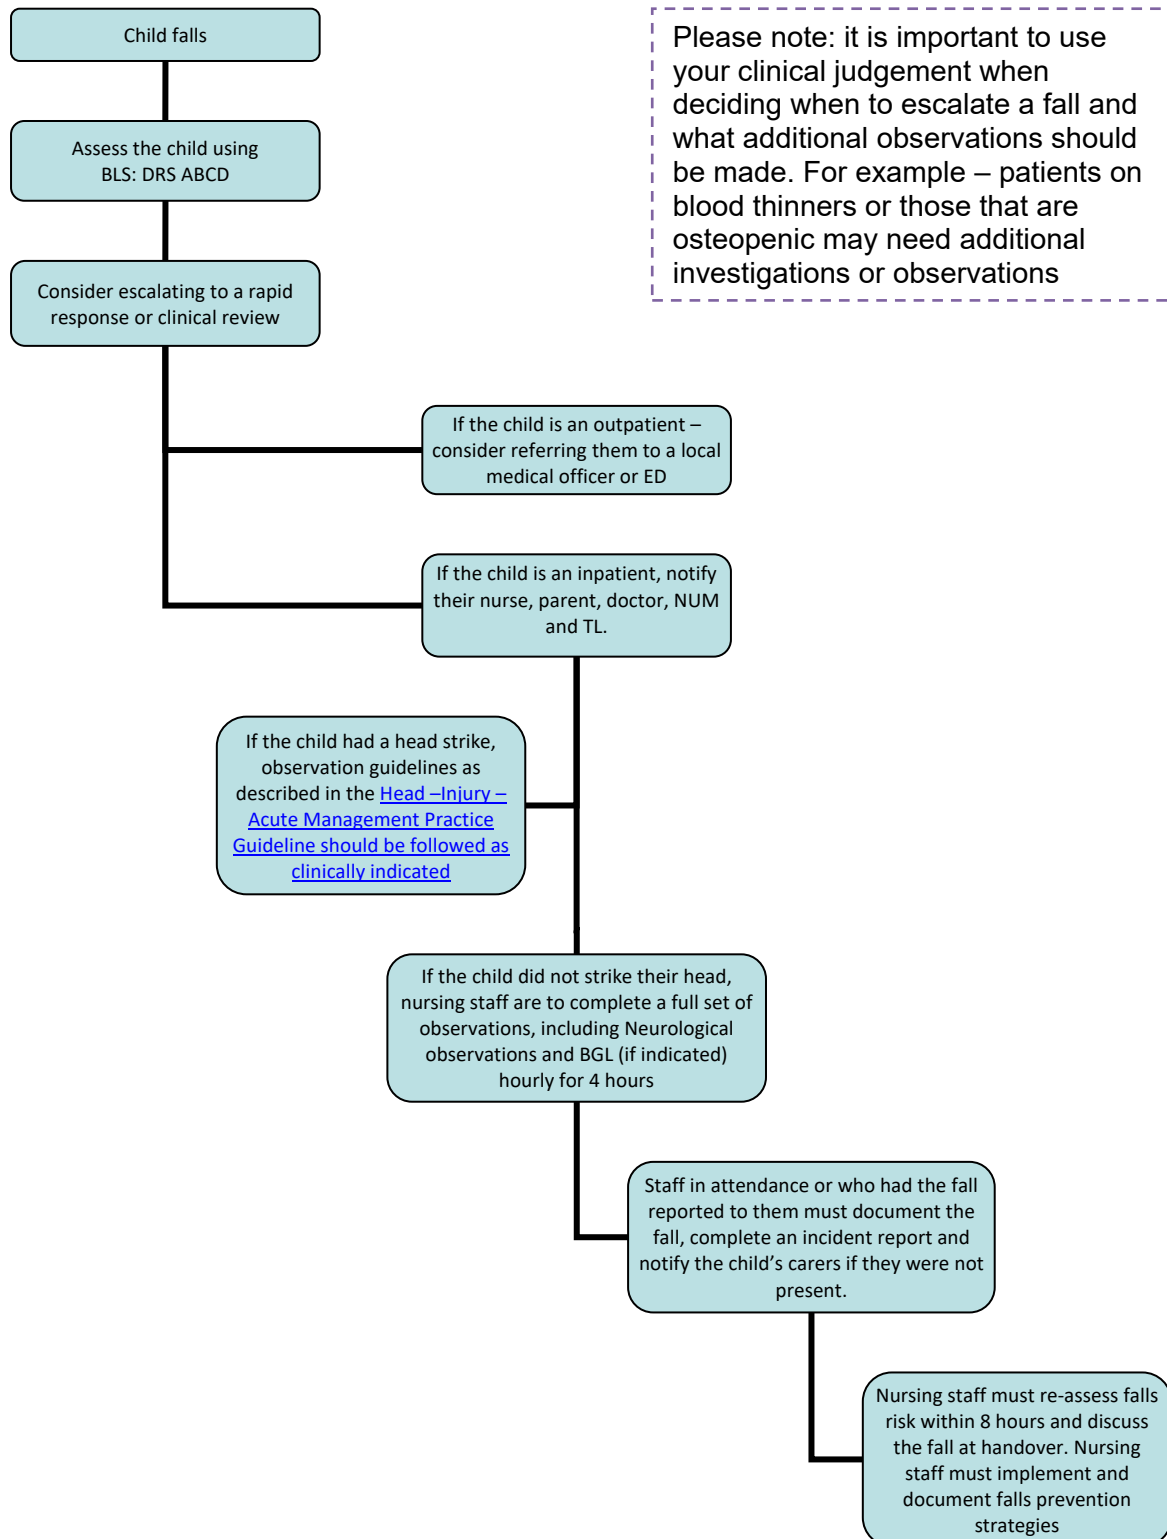 Child falls
Please note: it is important to use
your clinical judgement when
deciding when to escalate a fall and
what additional observations should
be made. For example – patients on
blood thinners or those that are
osteopenic may need additional
investigations or observations
Assess the child using
BLS: DRS ABCD
Consider escalating to a rapid
response or clinical review
If the child is an outpatient –
consider referring them to a local
medical officer or ED
If the child is an inpatient, notify
their nurse, parent, doctor, NUM
and TL.
If the child had a head strike,
observation guidelines as
described in the Head –Injury –
Acute Management Practice
Guideline should be followed as
clinically indicated
If the child did not strike their head,
nursing staff are to complete a full set of
observations, including Neurological
observations and BGL (if indicated)
hourly for 4 hours
Staff in attendance or who had the fall
reported to them must document the
fall, complete an incident report and
notify the child’s carers if they were not
present.
Nursing staff must re-assess falls
risk within 8 hours and discuss
the fall at handover. Nursing
staff must implement and
document falls prevention
strategies